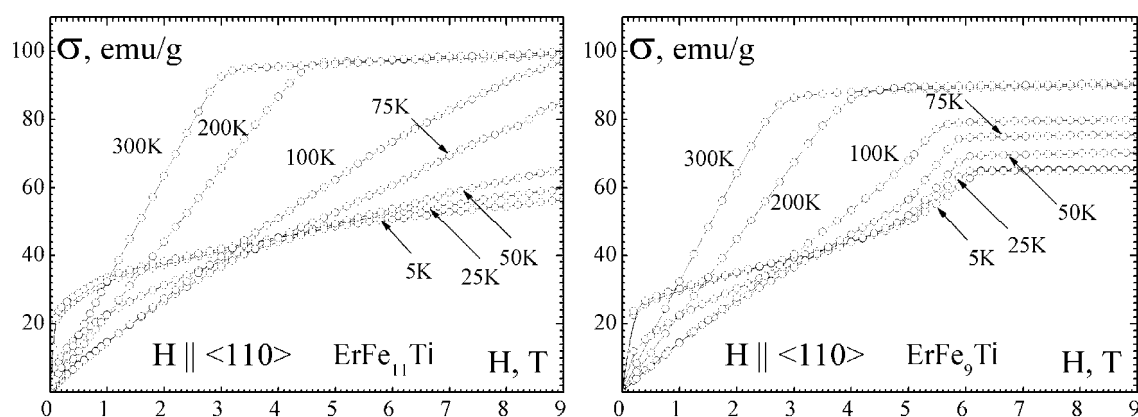 100
80
60
40
20
0 1 2 3 4 5 6 7 8 9
σ, emu/g
300K
200K
100K
75K
50K
25K
5K
H || <110> ErFe₁₁Ti H, T
100
80
60
40
20
0 1 2 3 4 5 6 7 8 9
σ, emu/g
300K
200K
100K
75K
50K
25K
5K
H || <110> ErFe₉Ti H, T